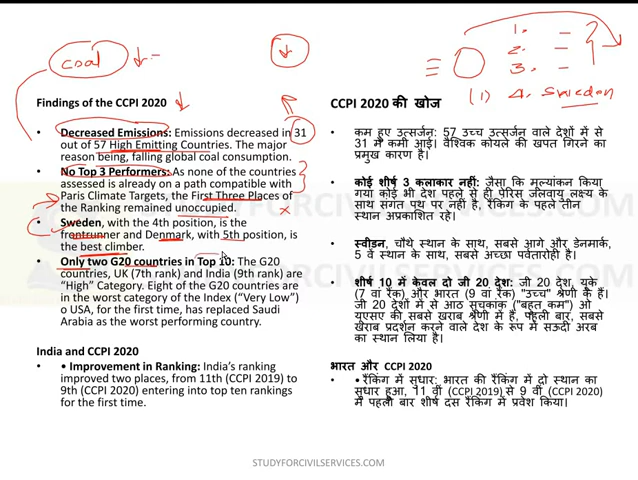 coal
1.
2.
3.
(1) 4. Sweden
Findings of the CCPI 2020
• Decreased Emissions: Emissions decreased in 31
out of 57 High Emitting Countries. The major
reason being, falling global coal consumption.
• No Top 3 Performers: As none of the countries
assessed is already on a path compatible with
Paris Climate Targets, the First Three Places of
the Ranking remained unoccupied.
• Sweden, with the 4th position, is the
frontrunner and Denmark, with 5th position, is
the best climber.
• Only two G20 countries in Top 10: The G20
countries, UK (7th rank) and India (9th rank) are
"High" Category. Eight of the G20 countries are
in the worst category of the Index ("Very Low")
o USA, for the first time, has replaced Saudi
Arabia as the worst performing country.
India and CCPI 2020
• • Improvement in Ranking: India's ranking
improved two places, from 11th (CCPI 2019) to
9th (CCPI 2020) entering into top ten rankings
for the first time.
CCPI 2020 की खोज
• कम हुए उत्सर्जन: 57 उच्च उत्सर्जन वाले देशों में से
31 में कमी आई। वैश्विक कोयले की खपत गिरने का
प्रमुख कारण है।
• कोई शीर्ष 3 कलाकार नहीं: जैसा कि मूल्यांकन किया
गया कोई भी देश पहले से ही पेरिस जलवायु लक्ष्य के
साथ संगत पथ पर नहीं है, रैंकिंग के पहले तीन
स्थान अप्रकाशित रहे।
• स्वीडन, चौथे स्थान के साथ, सबसे आगे और डेनमार्क,
5 वें स्थान के साथ, सबसे अच्छा पर्वतारोही है।
• शीर्ष 10 में केवल दो जी 20 देश: जी 20 देश, यूके
(7 वां रैंक) और भारत (9 वां रैंक) "उच्च" श्रेणी के हैं।
जी 20 देशों में से आठ सूचकांक ("बहुत कम") ओ
यूएसए की सबसे खराब श्रेणी में हैं, पहली बार, सबसे
खराब प्रदर्शन करने वाले देश के रूप में सऊदी अरब
का स्थान लिया है।
भारत और CCPI 2020
• • रैंकिंग में सुधार: भारत की रैंकिंग में दो स्थान का
सुधार हुआ, 11 वीं (CCPI 2019) से 9 वीं (CCPI 2020)
में पहली बार शीर्ष दस रैंकिंग में प्रवेश किया।
STUDYFORCIVILSERVICES.COM